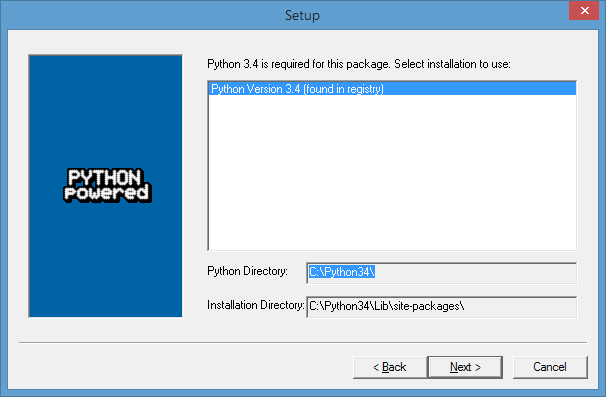 Setup
Python 3.4 is required for this package. Select installation to use:
Python Version 3.4 (found in registry)
PYTHON
powered
Python Directory: C:\Python34\
Installation Directory: C:\Python34\Lib\site-packages\
< Back Next > Cancel